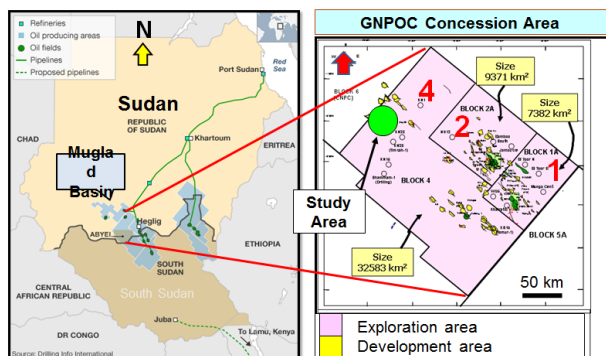 GNPOC Concession Area
Refineries
Oil producing areas
Oil fields
Pipelines
Proposed pipelines
N
Red
Sea
Port Sudan
Sudan
REPUBLIC
OF SUDAN
Khartoum
CHAD
ERITREA
Mugla
d
Basin
Heglig
ABYEI
ETHIOPIA
SOUTH
SUDAN
CENTRAL
AFRICAN REPUBLIC
South Sudan
Juba
DR CONGO
To Lamu, Kenya
Source: Drilling Info International
Study
Area
BLOCK 6
(CNPC)
4
Size
9371 km²
BLOCK 2A
Size
7382 km²
2
BLOCK 1A
1
BLOCK 4
BLOCK 5A
Size
32583 km²
50 km
Exploration area
Development area